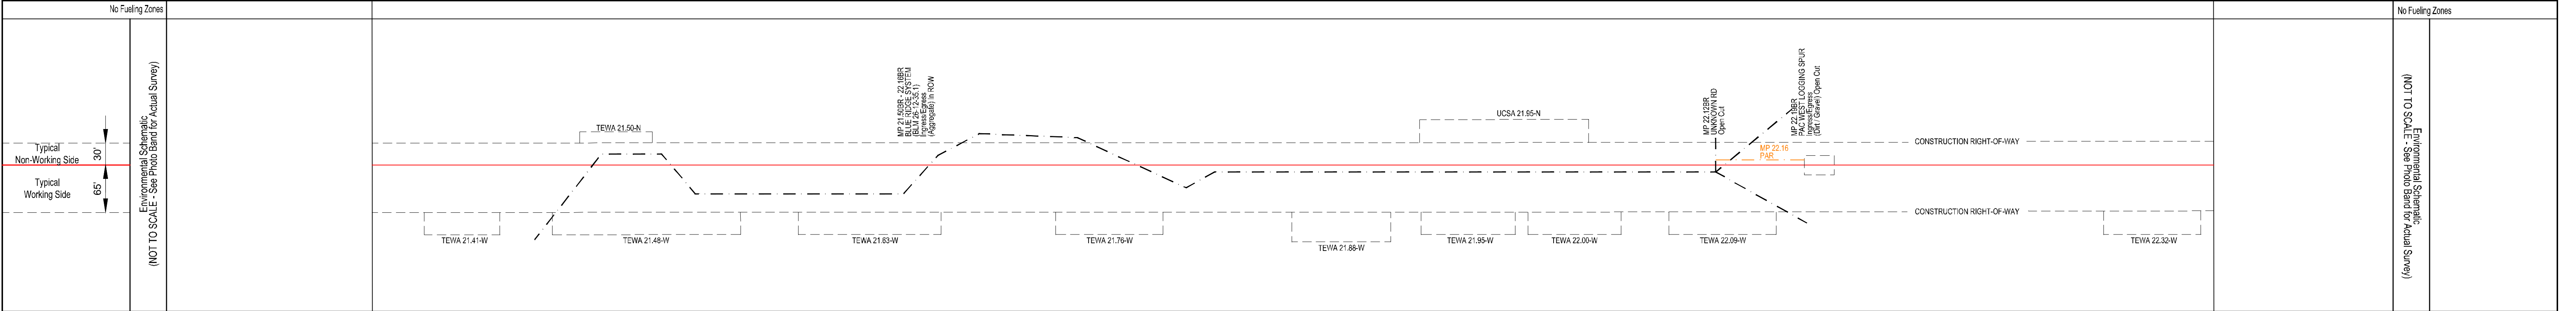 No Fueling Zones
Typical
Non-Working Side
30'
Typical
Working Side
65'
Environmental Schematic
(NOT TO SCALE - See Photo Band for Actual Survey)
TEWA 21.50-N
MP 21.50BR - 22.18BR
BLUE RIDGE SYSTEM
(BLM 26-12-35.1)
Ingress/Egress
(Aggregate) In ROW
UCSA 21.95-N
MP 22.12BR
UNKNOWN RD
Open Cut
MP 22.19BR
PAC WEST LOGGING SPUR
Ingress/Egress
(Dirt / Gravel) Open Cut
MP 22.16
PAR
CONSTRUCTION RIGHT-OF-WAY
CONSTRUCTION RIGHT-OF-WAY
TEWA 21.41-W
TEWA 21.48-W
TEWA 21.63-W
TEWA 21.76-W
TEWA 21.88-W
TEWA 21.95-W
TEWA 22.00-W
TEWA 22.09-W
TEWA 22.32-W
No Fueling Zones
Environmental Schematic
(NOT TO SCALE - See Photo Band for Actual Survey)